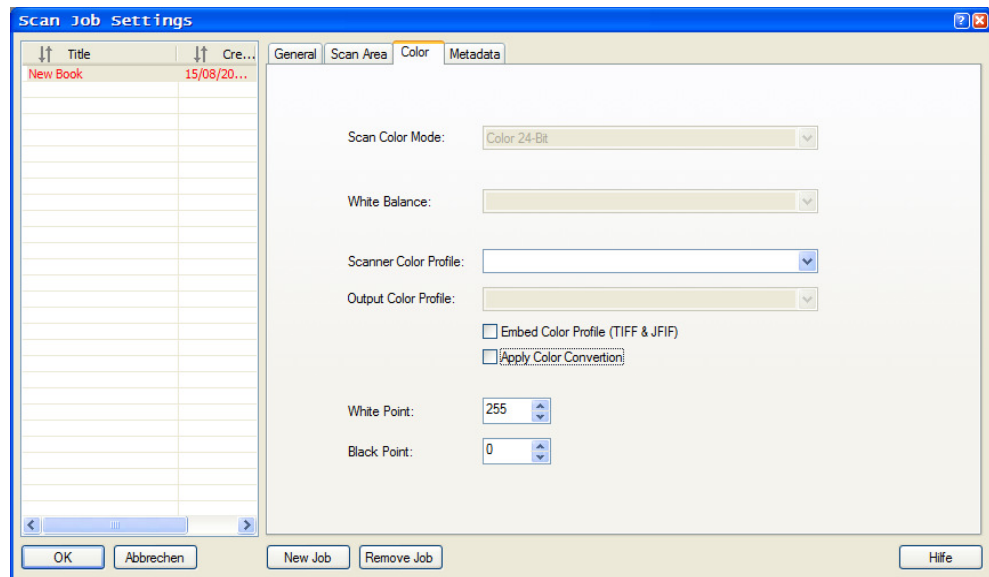 Scan Job Settings
Title Cre...
New Book 15/08/20...
General Scan Area Color Metadata
Scan Color Mode: Color 24-Bit
White Balance:
Scanner Color Profile:
Output Color Profile:
Embed Color Profile (TIFF & JFIF)
Apply Color Convertion
White Point: 255
Black Point: 0
OK Abbrechen New Job Remove Job Hilfe